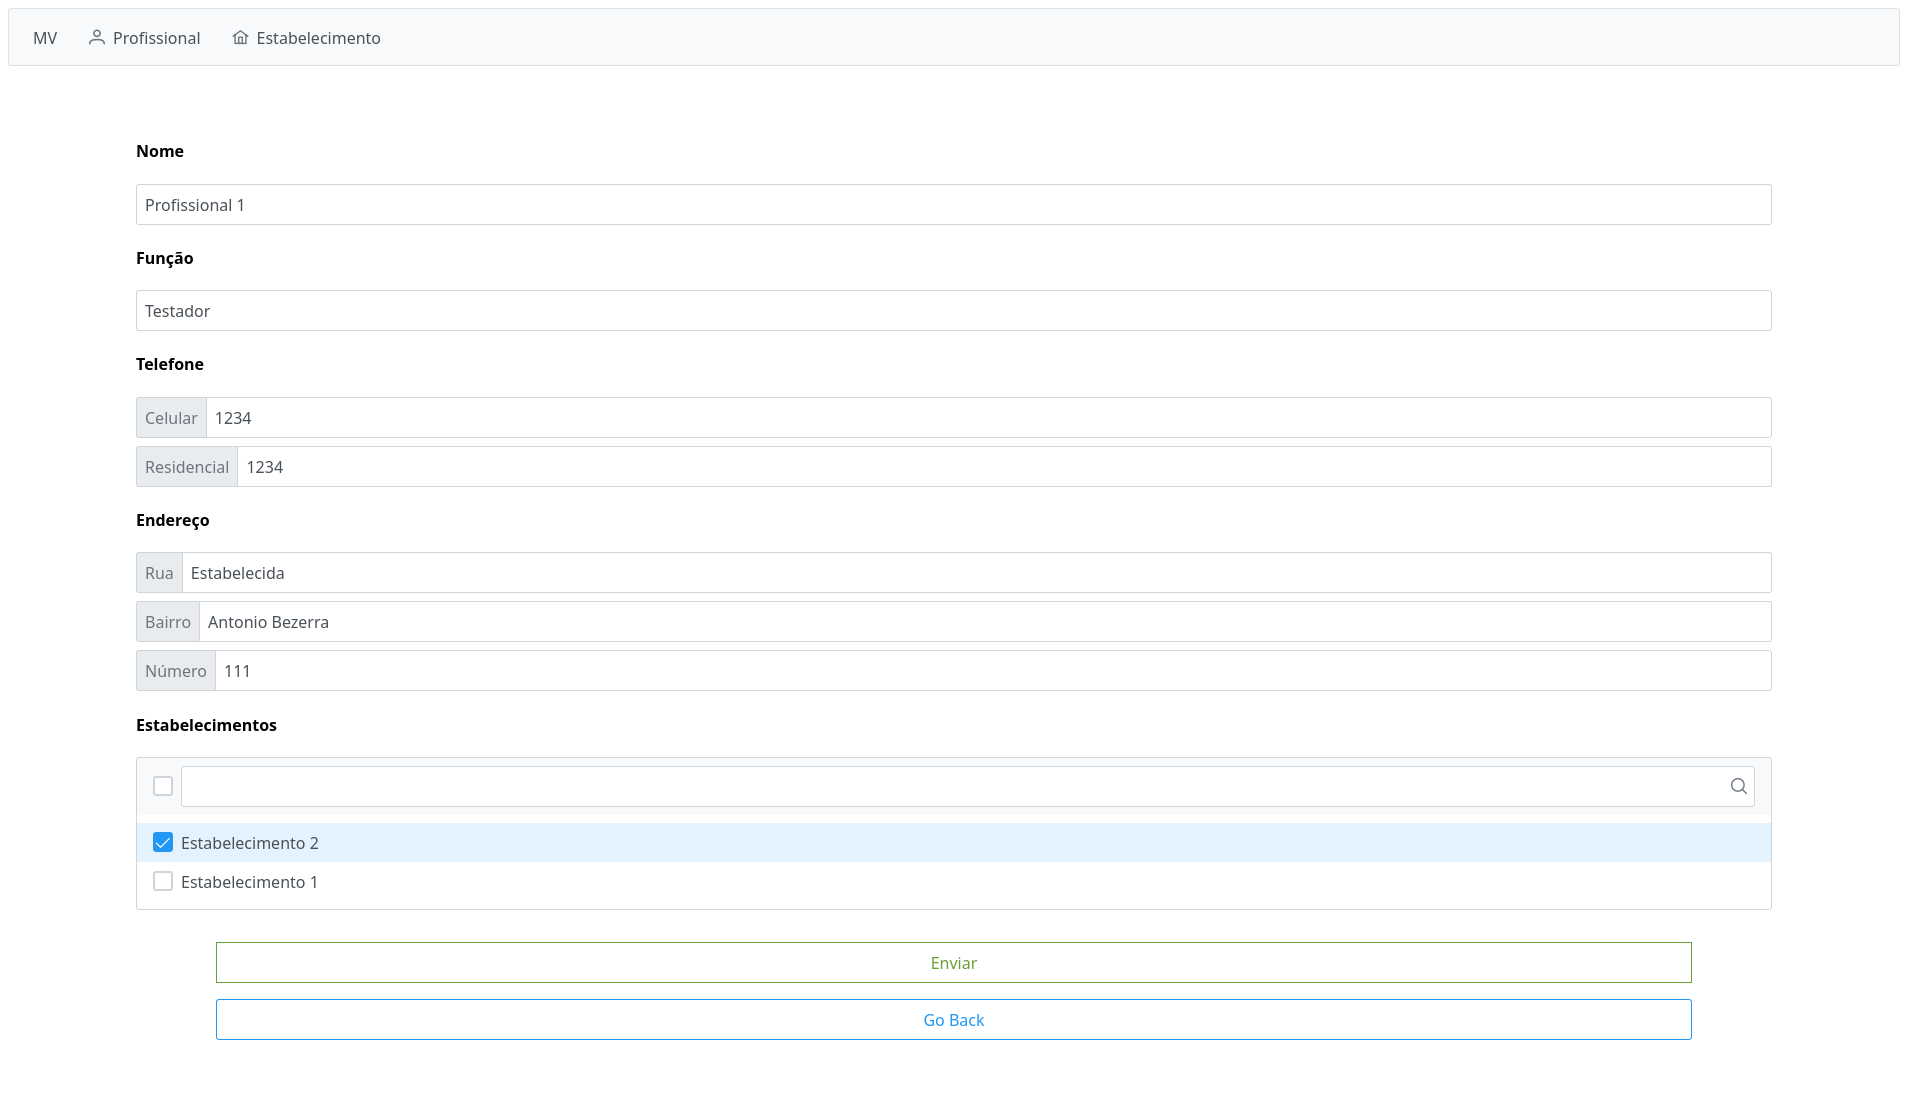 MV Profissional Estabelecimento
Nome
Profissional 1
Função
Testador
Telefone
Celular 1234
Residencial 1234
Endereço
Rua Estabelecida
Bairro Antonio Bezerra
Número 111
Estabelecimentos
Estabelecimento 2
Estabelecimento 1
Enviar
Go Back